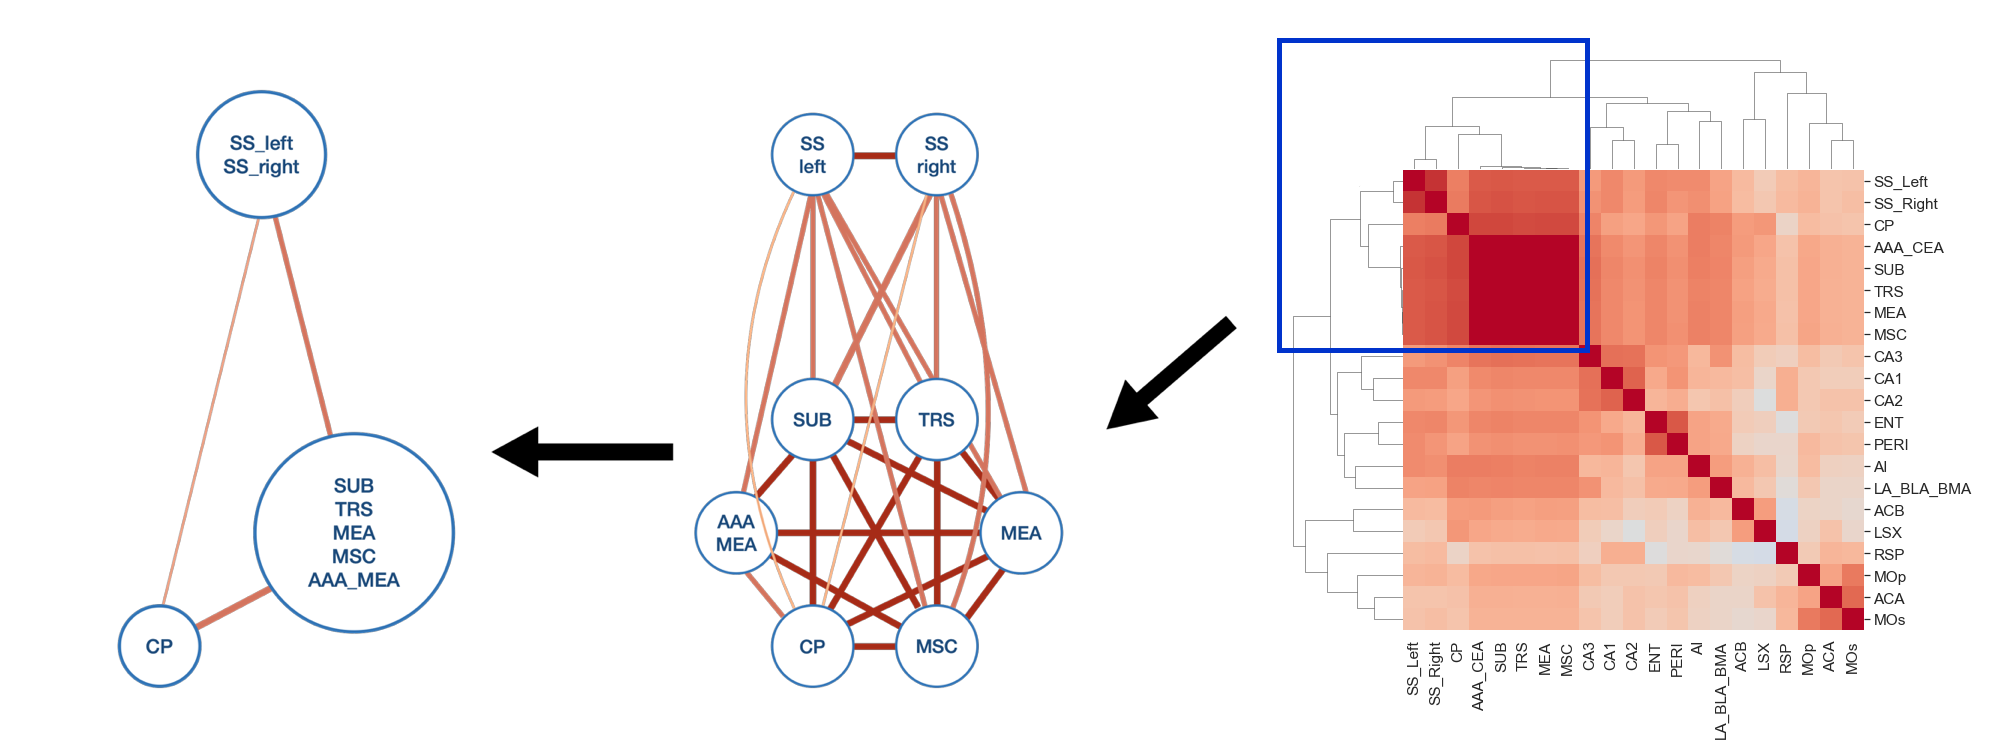 SS_left
SS_right
SUB
TRS
MEA
MSC
AAA_MEA
CP
SS
left
SS
right
SUB
TRS
AAA
MEA
MEA
CP
MSC
SS_Left
SS_Right
CP
AAA_CEA
SUB
TRS
MEA
MSC
CA3
CA1
CA2
ENT
PERI
AI
LA_BLA_BMA
ACB
LSX
RSP
MOp
ACA
MOs
SS_Left
SS_Right
CP
AAA_CEA
SUB
TRS
MEA
MSC
CA3
CA1
CA2
ENT
PERI
AI
LA_BLA_BMA
ACB
LSX
RSP
MOp
ACA
MOs